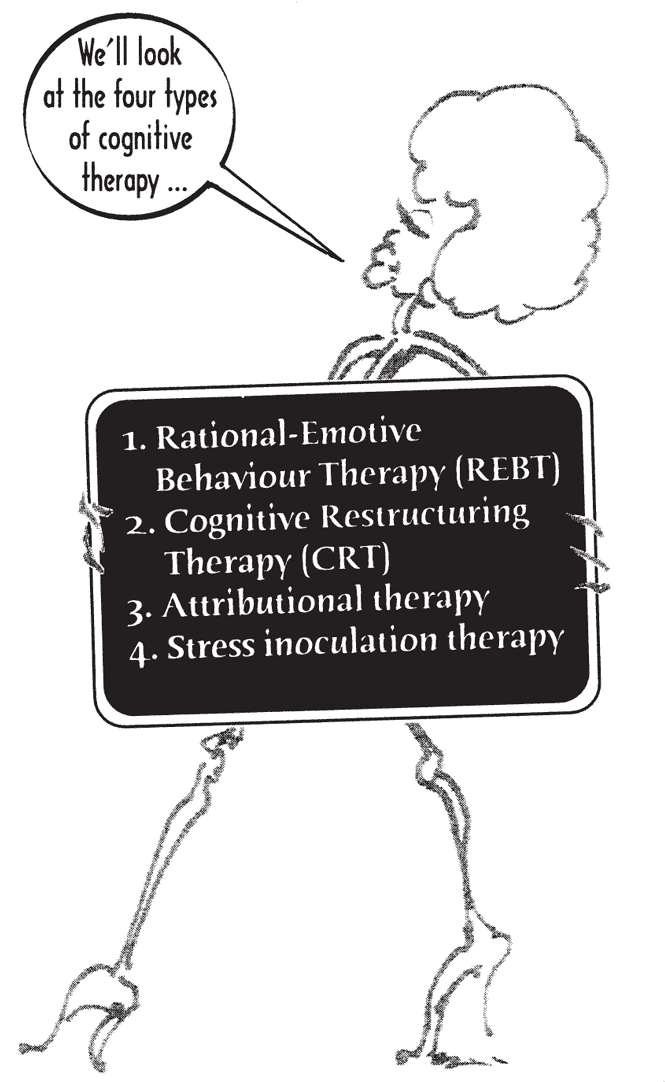 We'll look
at the four types
of cognitive
therapy ...
1. Rational-Emotive
Behaviour Therapy (REBT)
2. Cognitive Restructuring
Therapy (CRT)
3. Attributional therapy
4. Stress inoculation therapy